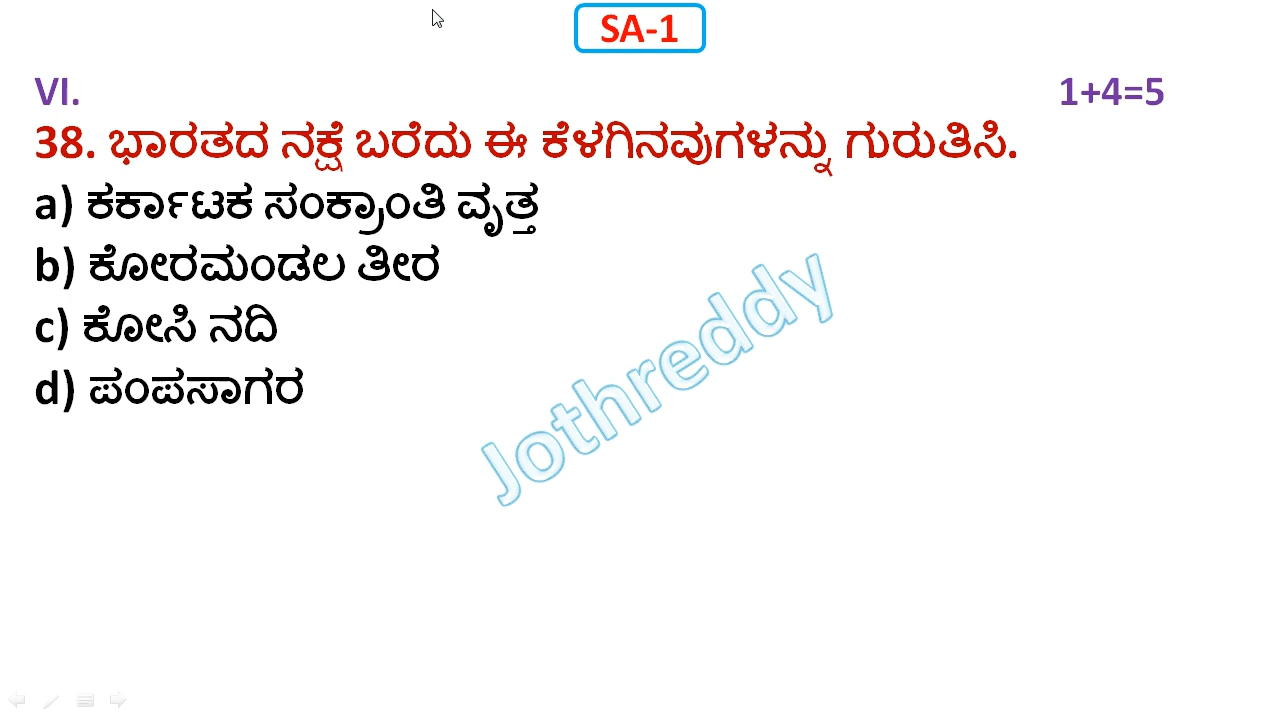 SA-1
VI. 1+4=5
38. ಭಾರತದ ನಕ್ಷೆ ಬರೆದು ಈ ಕೆಳಗಿನವುಗಳನ್ನು ಗುರುತಿಸಿ.
a) ಕರ್ಕಾಟಕ ಸಂಕ್ರಾಂತಿ ವೃತ್ತ
b) ಕೋರಮಂಡಲ ತೀರ
c) ಕೋಸಿ ನದಿ
d) ಪಂಪಸಾಗರ
Jothreddy